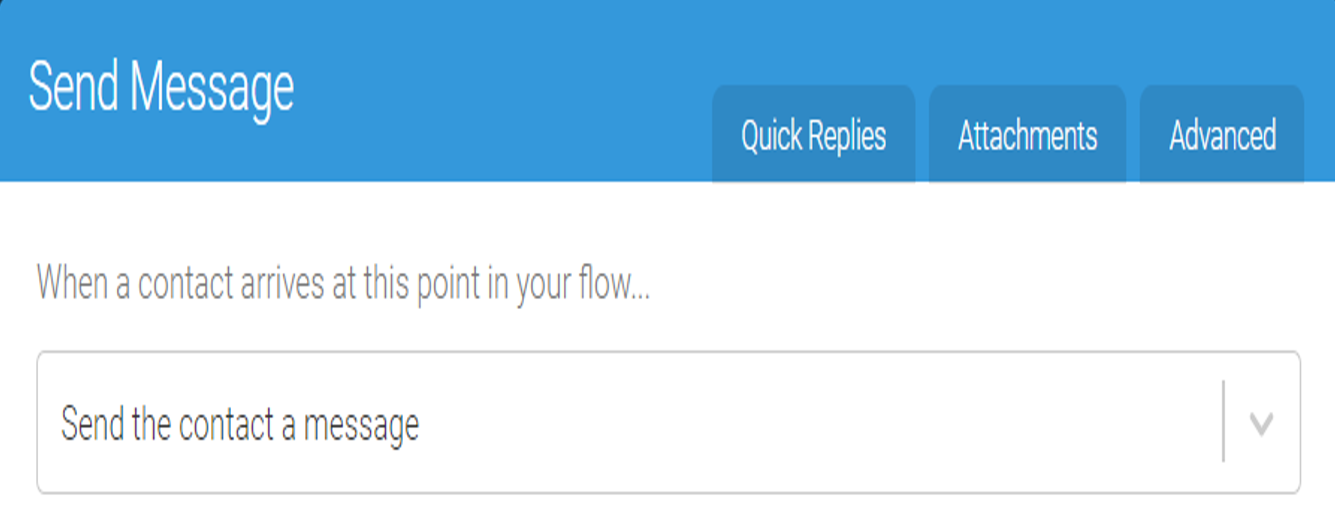 Send Message
Quick Replies
Attachments
Advanced
When a contact arrives at this point in your flow...
Send the contact a message